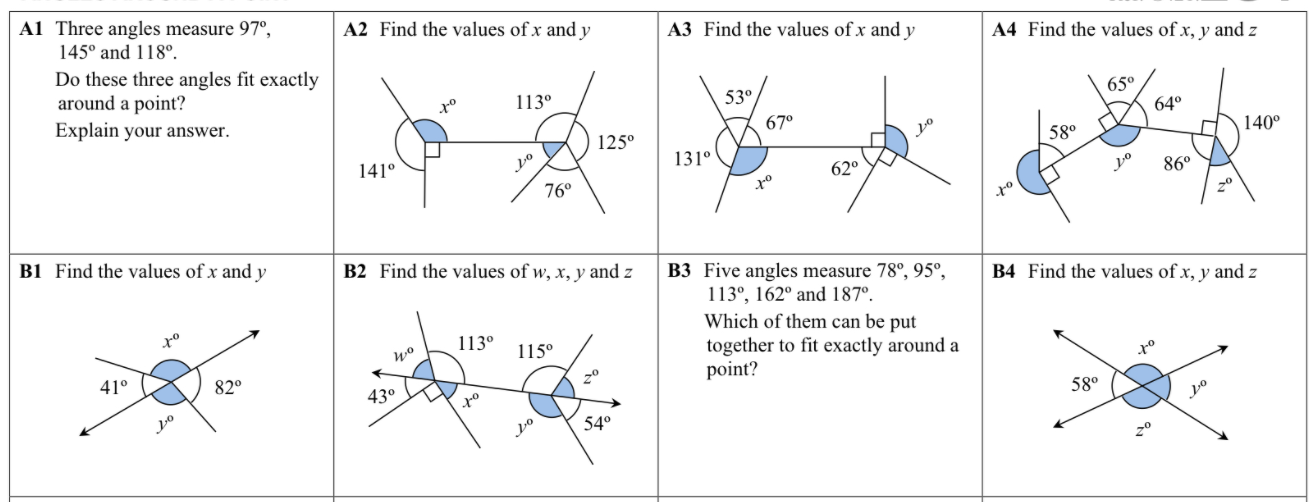 A1 Three angles measure 97º,
145º and 118º.
Do these three angles fit exactly
around a point?
Explain your answer.
A2 Find the values of x and y
xº
141º
113º
125º
yº
76º
A3 Find the values of x and y
53º
67º
131º
xº
62º
yº
A4 Find the values of x, y and z
65º
64º
58º
140º
xº
yº
86º
zº
B1 Find the values of x and y
xº
41º
82º
yº
B2 Find the values of w, x, y and z
wº
113º
115º
43º
xº
zº
yº
54º
B3 Five angles measure 78º, 95º,
113º, 162º and 187º.
Which of them can be put
together to fit exactly around a
point?
B4 Find the values of x, y and z
xº
58º
yº
zº